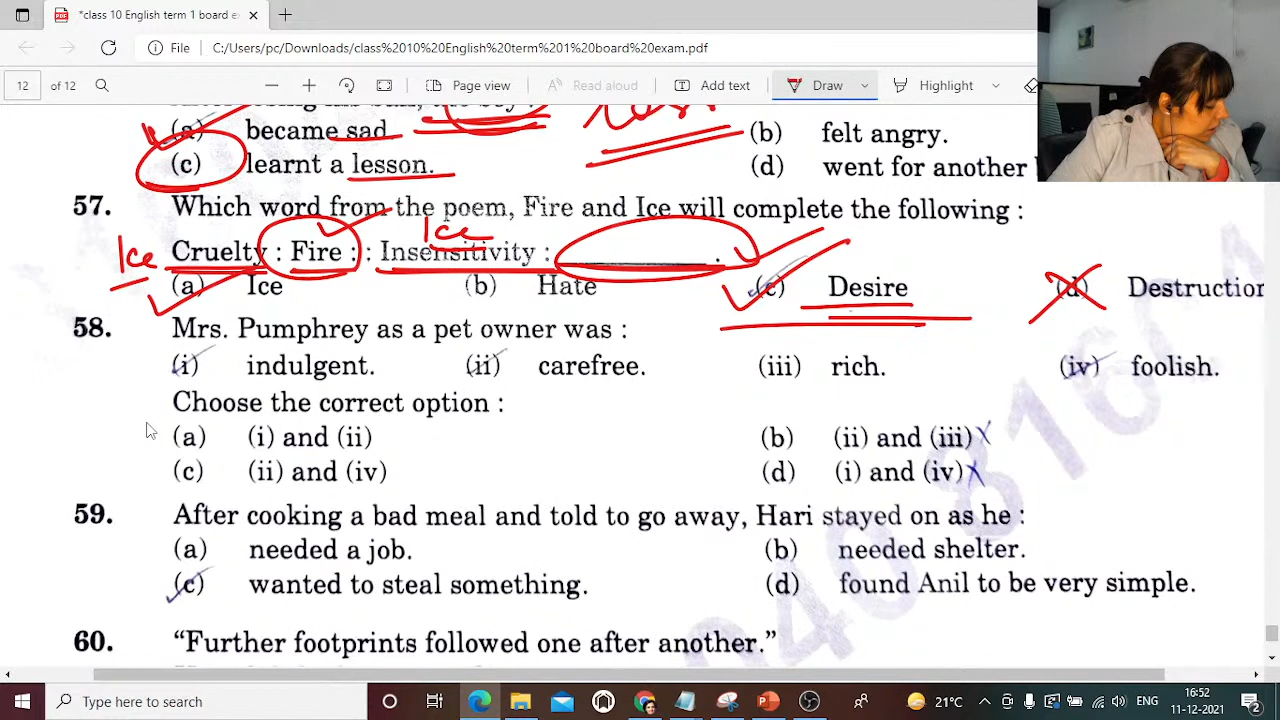 *class 10 English term 1 board e
File C:/Users/pc/Downloads/class%2010%20English%20term%201%20board%20exam.pdf
12 of 12 Page view Read aloud Add text Draw Highlight
(a) became sad (b) felt angry.
(c) learnt a lesson. (d) went for another
57. Which word from the poem, Fire and Ice will complete the following :
Ice
Ice Cruelty : Fire : : Insensitivity : ____________ .
(a) Ice (b) Hate (c) Desire (d) Destruction
58. Mrs. Pumphrey as a pet owner was :
(i) indulgent. (ii) carefree. (iii) rich. (iv) foolish.
Choose the correct option :
(a) (i) and (ii) (b) (ii) and (iii)
(c) (ii) and (iv) (d) (i) and (iv)
59. After cooking a bad meal and told to go away, Hari stayed on as he :
(a) needed a job. (b) needed shelter.
(c) wanted to steal something. (d) found Anil to be very simple.
60. “Further footprints followed one after another.”
Type here to search 21°C ENG 16:52
11-12-2021